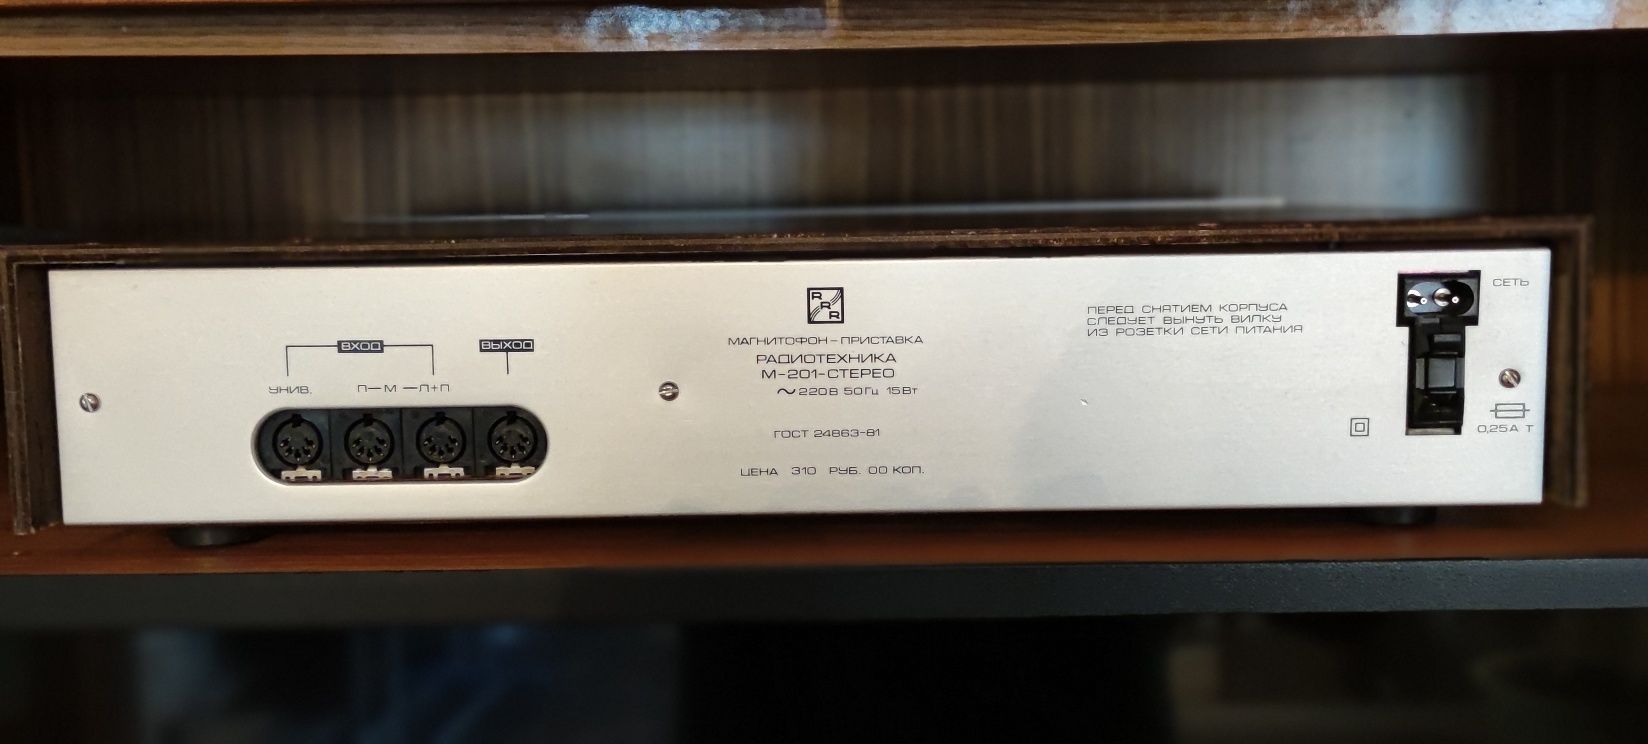 ВХОД
ВЫХОД
УНИВ.
П—М—Л+П
RRR
МАГНИТОФОН-ПРИСТАВКА
РАДИОТЕХНИКА
М-201-СТЕРЕО
~220В 50Гц 15Вт
ГОСТ 24863-81
ЦЕНА 310 РУБ. 00 КОП.
ПЕРЕД СНЯТИЕМ КОРПУСА
СЛЕДУЕТ ВЫНУТЬ ВИЛКУ
ИЗ РОЗЕТКИ СЕТИ ПИТАНИЯ
СЕТЬ
0,25А Т